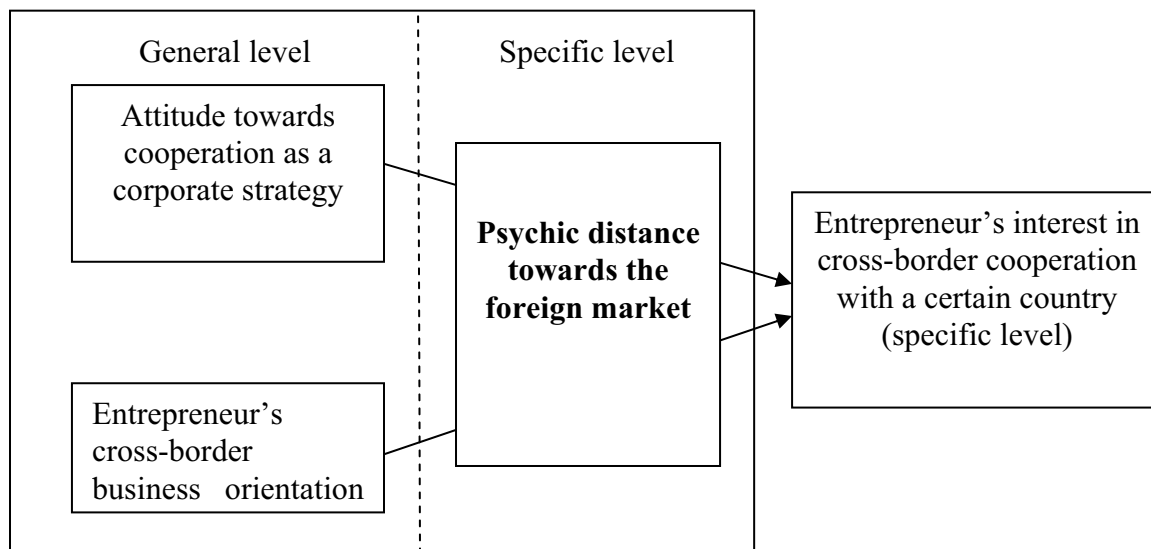 General level
Specific level
Attitude towards
cooperation as a
corporate strategy
Entrepreneur’s
cross-border
business orientation
Psychic distance
towards the
foreign market
Entrepreneur’s interest in
cross-border cooperation
with a certain country
(specific level)